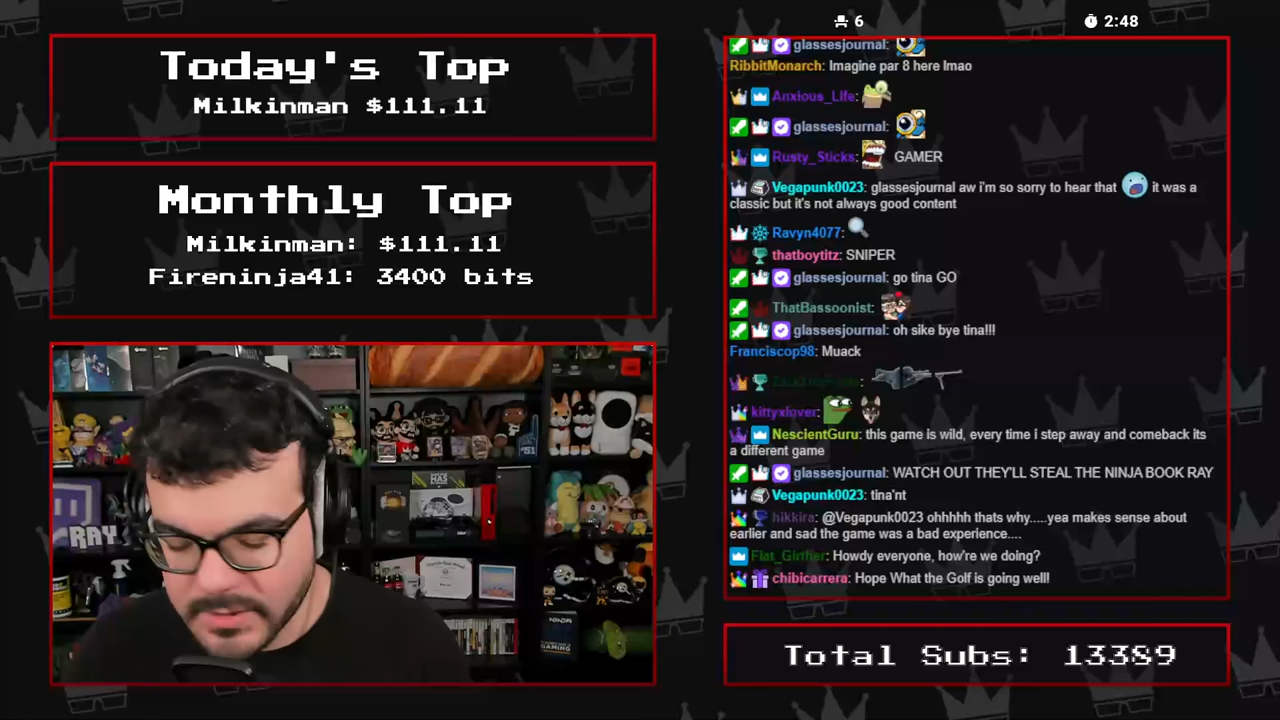 Today's Top
Milkinman $111.11
Monthly Top
Milkinman: $111.11
Fireninja41: 3400 bits
RAY
NINJA
GAMING
6
2:48
glassesjournal:
RibbitMonarch: Imagine par 8 here lmao
Anxious_LIfe:
glassesjournal:
Rusty_Sticks: GAMER
Vegapunk0023: glassesjournal aw i'm so sorry to hear that it was a
classic but it's not always good content
Ravyn4077:
thatboytitz: SNIPER
glassesjournal: go tina GO
ThatBassoonist:
glassesjournal: oh sike bye tina!!!
Franciscop98: Muack
kittyxlover:
NescientGuru: this game is wild, every time i step away and comeback its
a different game
glassesjournal: WATCH OUT THEY'LL STEAL THE NINJA BOOK RAY
Vegapunk0023: tina'nt
hikkira: @Vegapunk0023 ohhhhh thats why.....yea makes sense about
earlier and sad the game was a bad experience....
Flat_Girther: Howdy everyone, how're we doing?
chibicarrera: Hope What the Golf is going well!
Total Subs: 13389